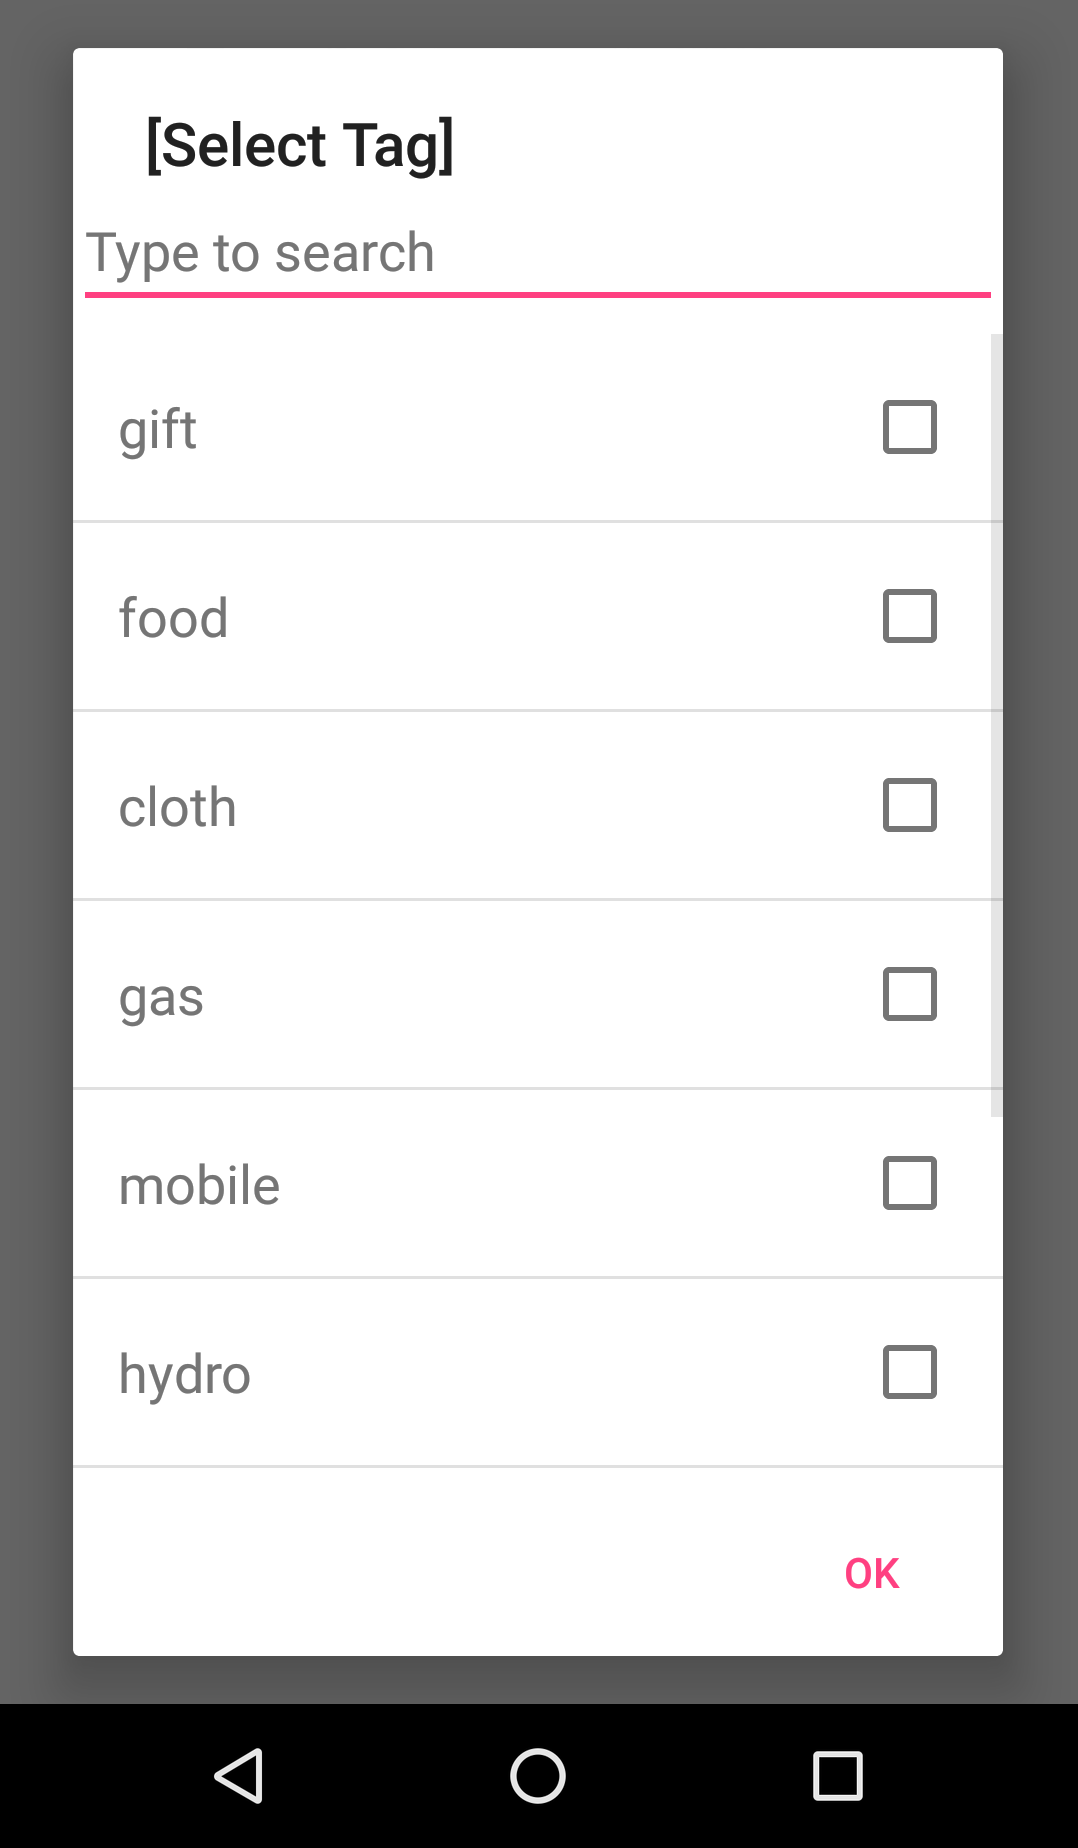 [Select Tag]
Type to search
gift
food
cloth
gas
mobile
hydro
OK